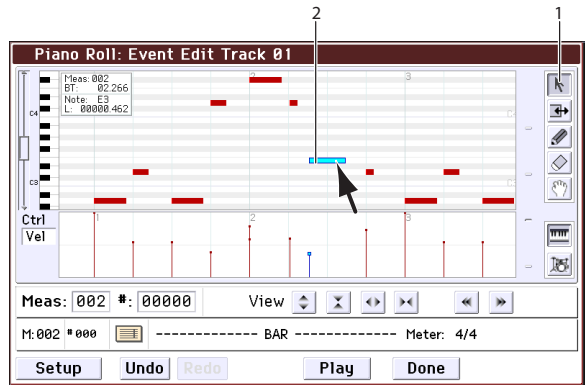 2 1
Piano Roll: Event Edit Track 01
Meas: 002
BT: 02.266
Note: E3
L: 00000.462
2 3
C4 C4
C3 C3
Ctrl
Vel
1 2 3
Meas: 002 #: 00000 View
M:002 #000 --------------- BAR --------------- Meter: 4/4
Setup Undo Redo Play Done